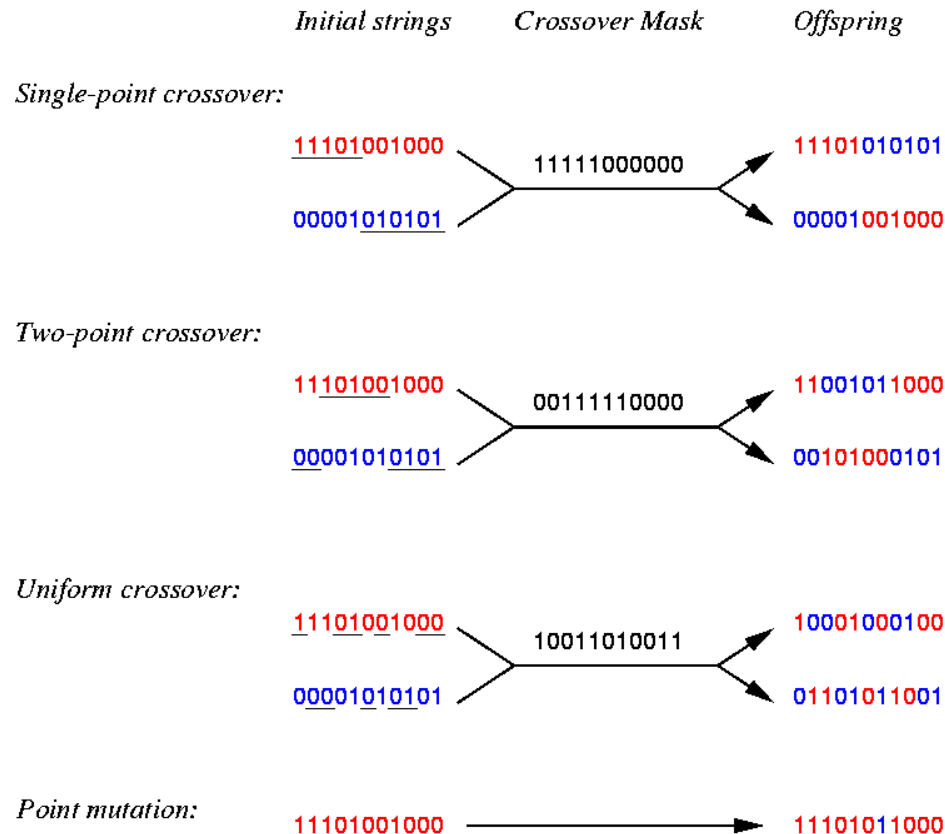 Initial strings Crossover Mask Offspring
Single-point crossover:
11101001000 11111000000 11101010101
00001010101 00001001000
Two-point crossover:
11101001000 00111110000 11001011000
00001010101 00101000101
Uniform crossover:
11101001000 10011010011 10001000100
00001010101 01101011001
Point mutation:
11101001000 11101011000